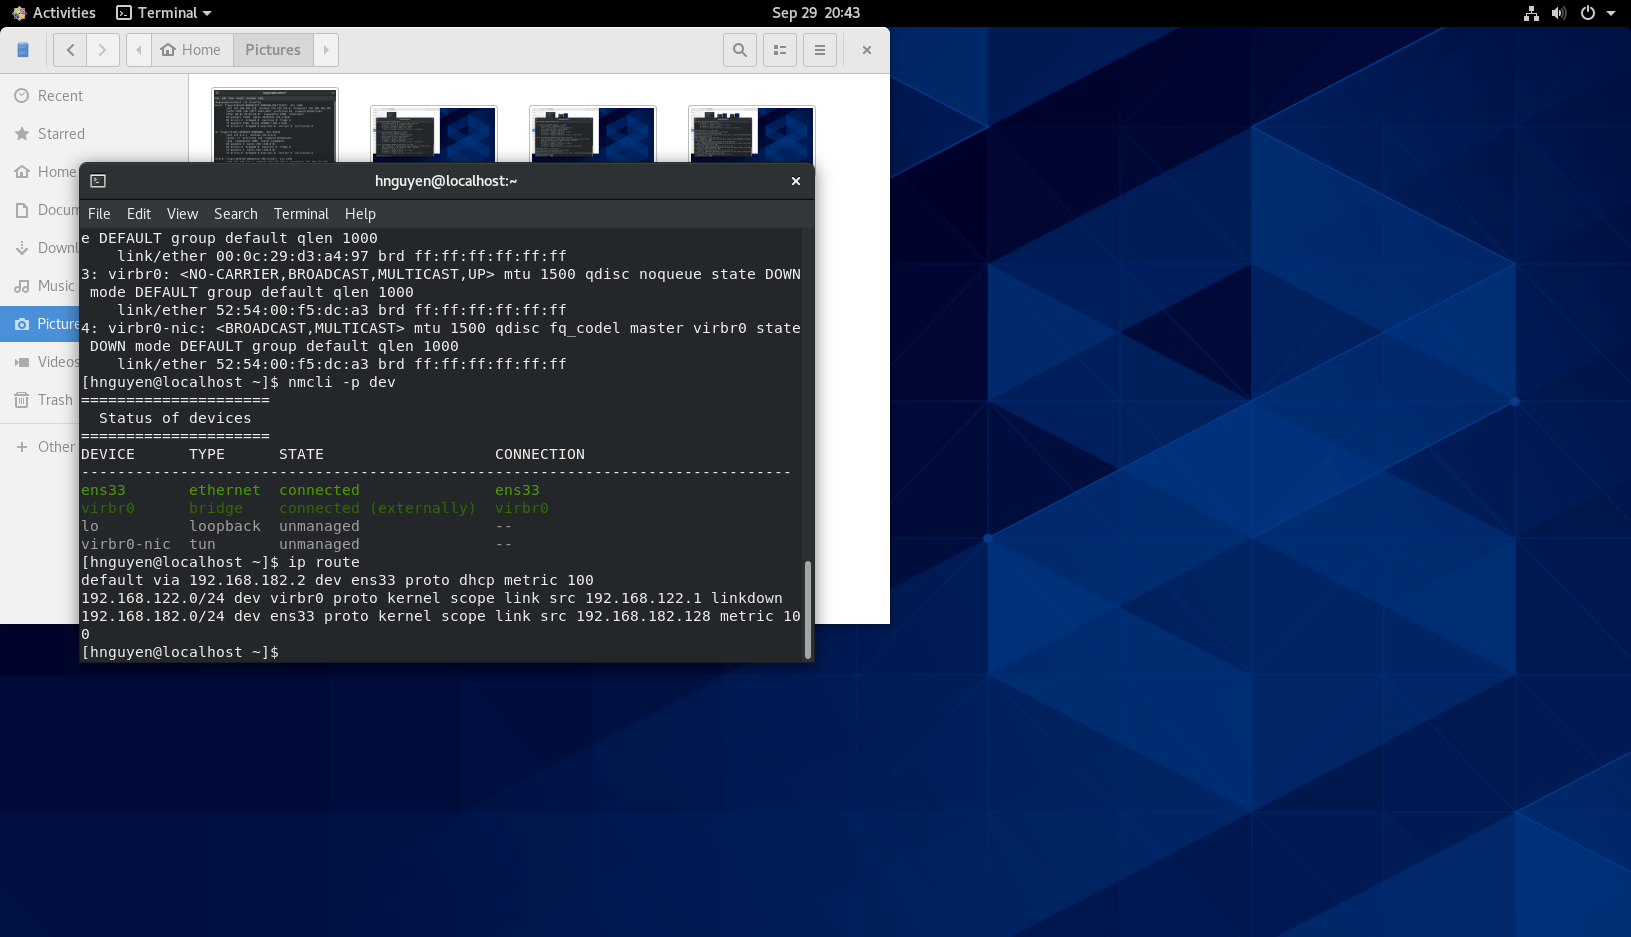 Activities
Terminal
Sep 29 20:43
Home
Pictures
Recent
Starred
Home
Docum
Downl
Music
Picture
Videos
Trash
Other
hnguyen@localhost:~
File Edit View Search Terminal Help
e DEFAULT group default qlen 1000
    link/ether 00:0c:29:d3:a4:97 brd ff:ff:ff:ff:ff:ff
3: virbr0: <NO-CARRIER,BROADCAST,MULTICAST,UP> mtu 1500 qdisc noqueue state DOWN
 mode DEFAULT group default qlen 1000
    link/ether 52:54:00:f5:dc:a3 brd ff:ff:ff:ff:ff:ff
4: virbr0-nic: <BROADCAST,MULTICAST> mtu 1500 qdisc fq_codel master virbr0 state
 DOWN mode DEFAULT group default qlen 1000
    link/ether 52:54:00:f5:dc:a3 brd ff:ff:ff:ff:ff:ff
[hnguyen@localhost ~]$ nmcli -p dev
=====================
  Status of devices
=====================
DEVICE      TYPE      STATE                   CONNECTION
-------------------------------------------------------------------------------
ens33       ethernet  connected               ens33
virbr0      bridge    connected (externally)  virbr0
lo          loopback  unmanaged               --
virbr0-nic  tun       unmanaged               --
[hnguyen@localhost ~]$ ip route
default via 192.168.182.2 dev ens33 proto dhcp metric 100
192.168.122.0/24 dev virbr0 proto kernel scope link src 192.168.122.1 linkdown
192.168.182.0/24 dev ens33 proto kernel scope link src 192.168.182.128 metric 10
0
[hnguyen@localhost ~]$